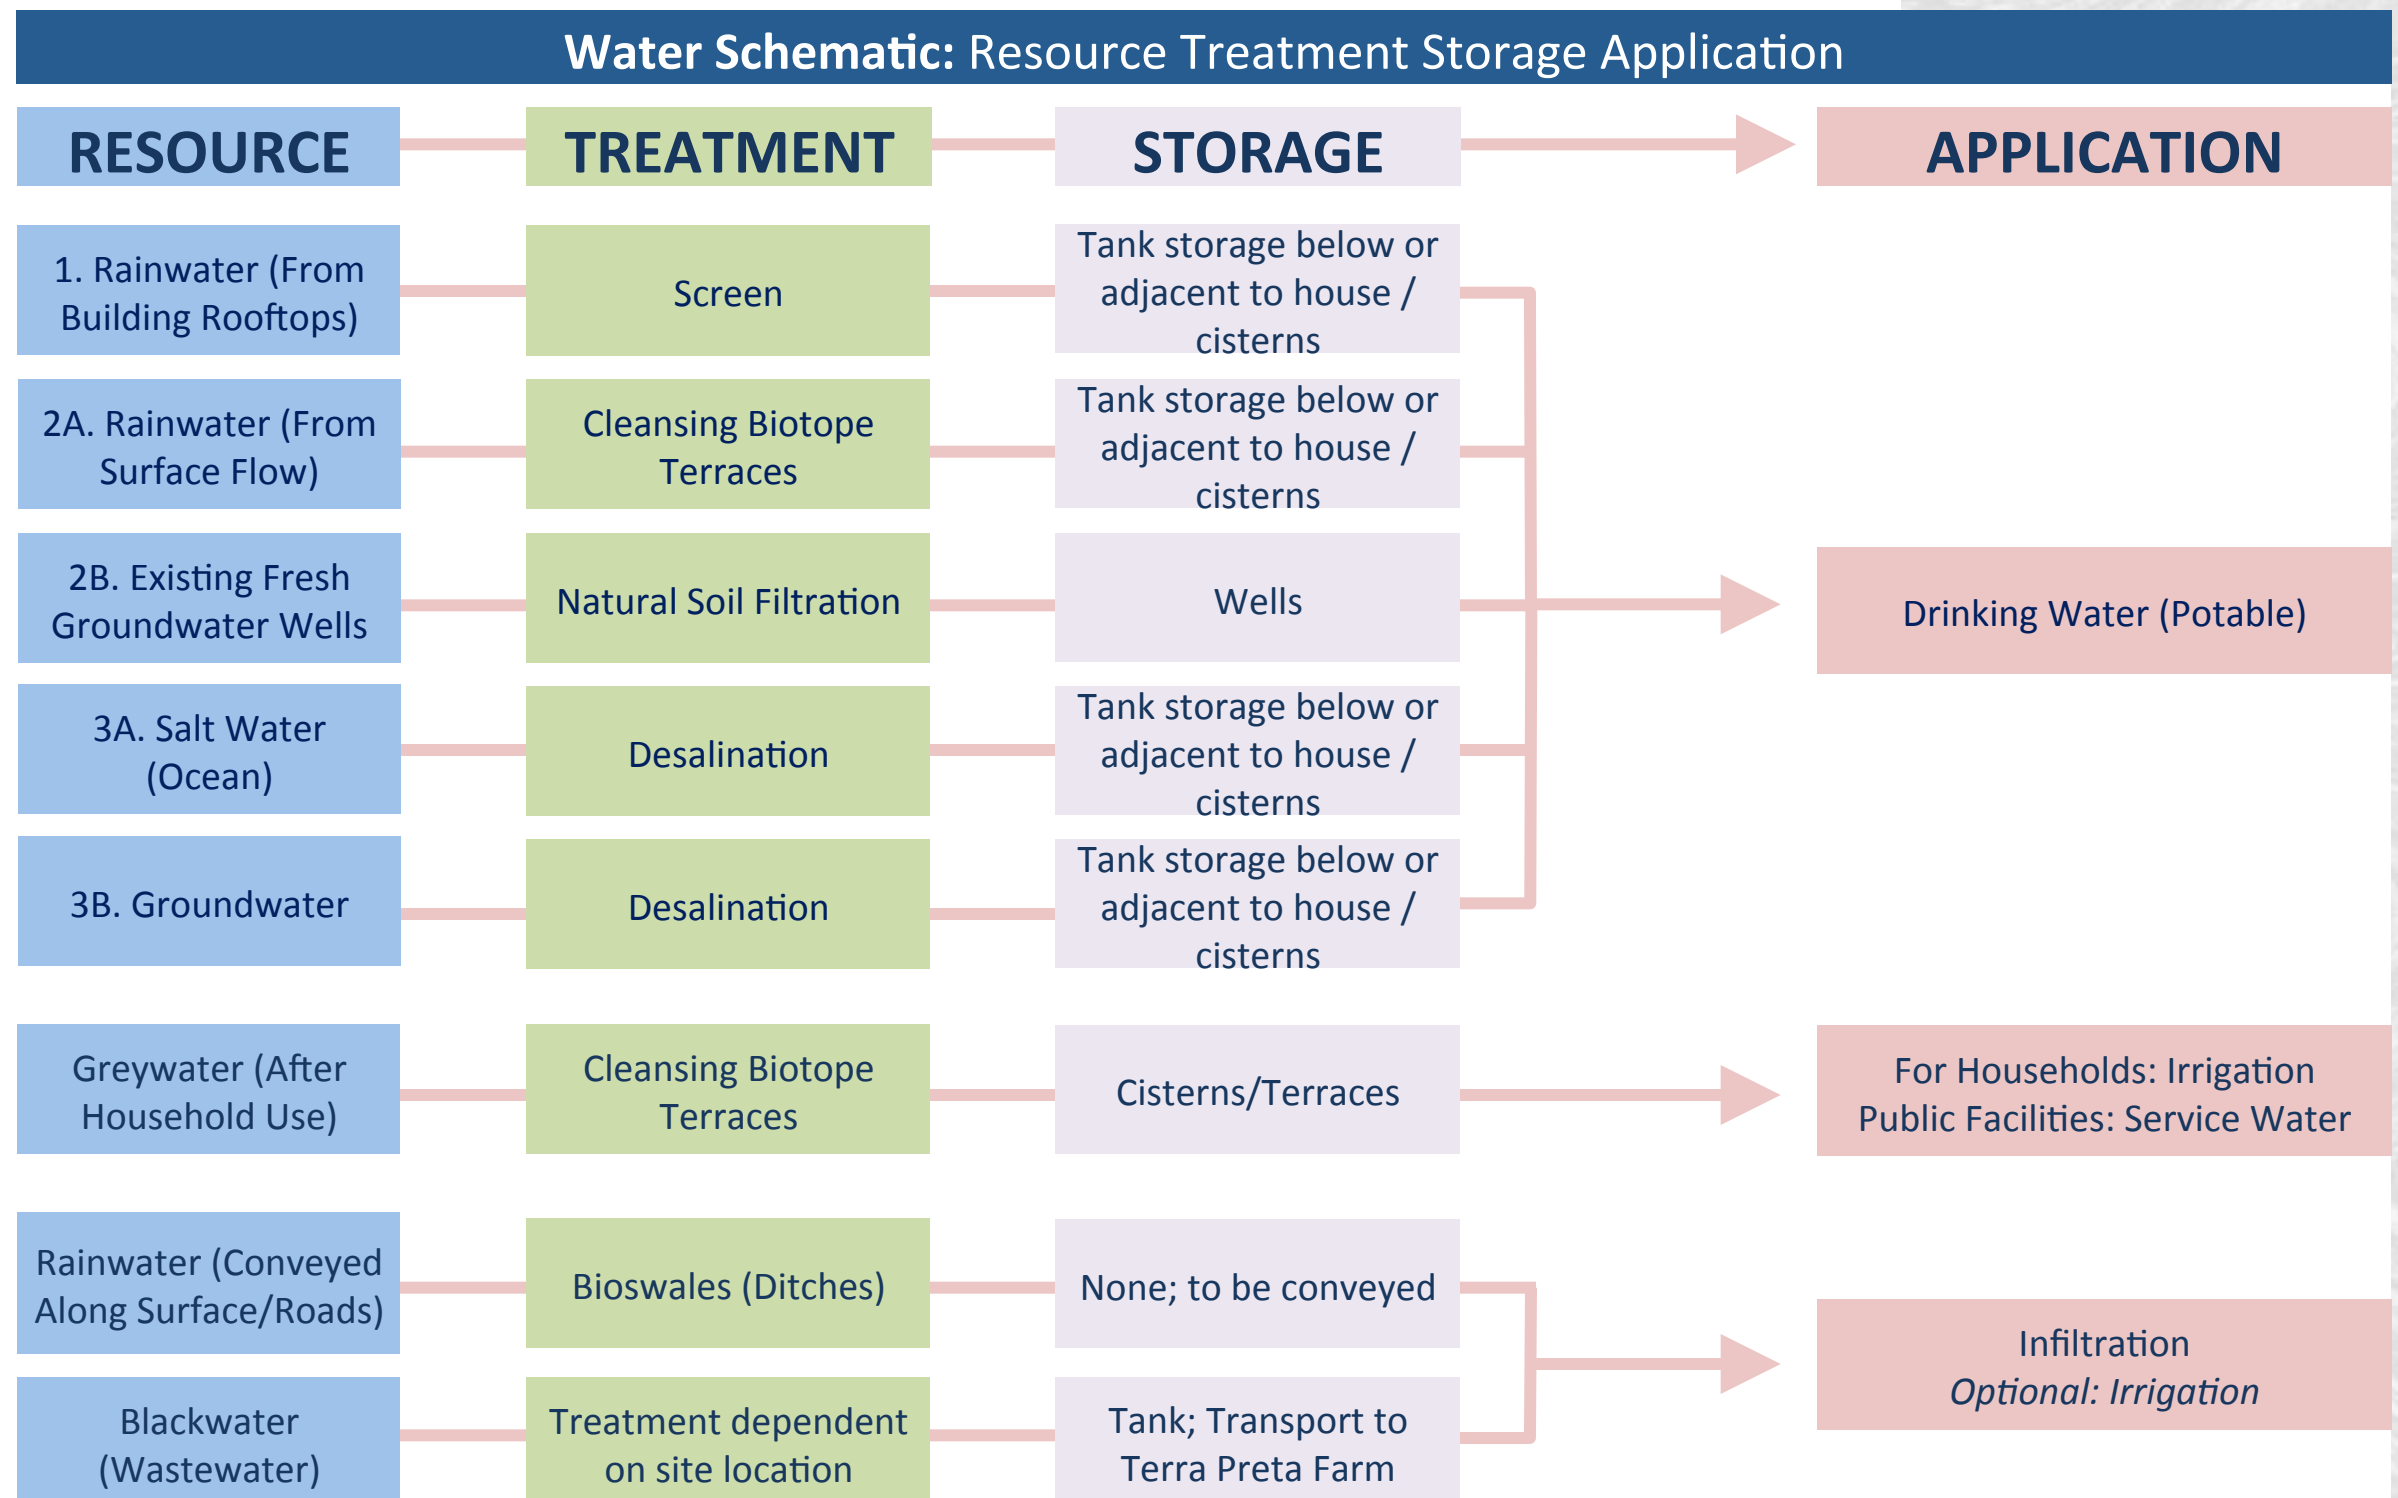 Water Schematic: Resource Treatment Storage Application
RESOURCE
TREATMENT
STORAGE
APPLICATION
1. Rainwater (From
Building Rooftops)
Screen
Tank storage below or
adjacent to house /
cisterns
2A. Rainwater (From
Surface Flow)
Cleansing Biotope
Terraces
Tank storage below or
adjacent to house /
cisterns
2B. Existing Fresh
Groundwater Wells
Natural Soil Filtration
Wells
Drinking Water (Potable)
3A. Salt Water
(Ocean)
Desalination
Tank storage below or
adjacent to house /
cisterns
3B. Groundwater
Desalination
Tank storage below or
adjacent to house /
cisterns
Greywater (After
Household Use)
Cleansing Biotope
Terraces
Cisterns/Terraces
For Households: Irrigation
Public Facilities: Service Water
Rainwater (Conveyed
Along Surface/Roads)
Bioswales (Ditches)
None; to be conveyed
Infiltration
Optional: Irrigation
Blackwater
(Wastewater)
Treatment dependent
on site location
Tank; Transport to
Terra Preta Farm